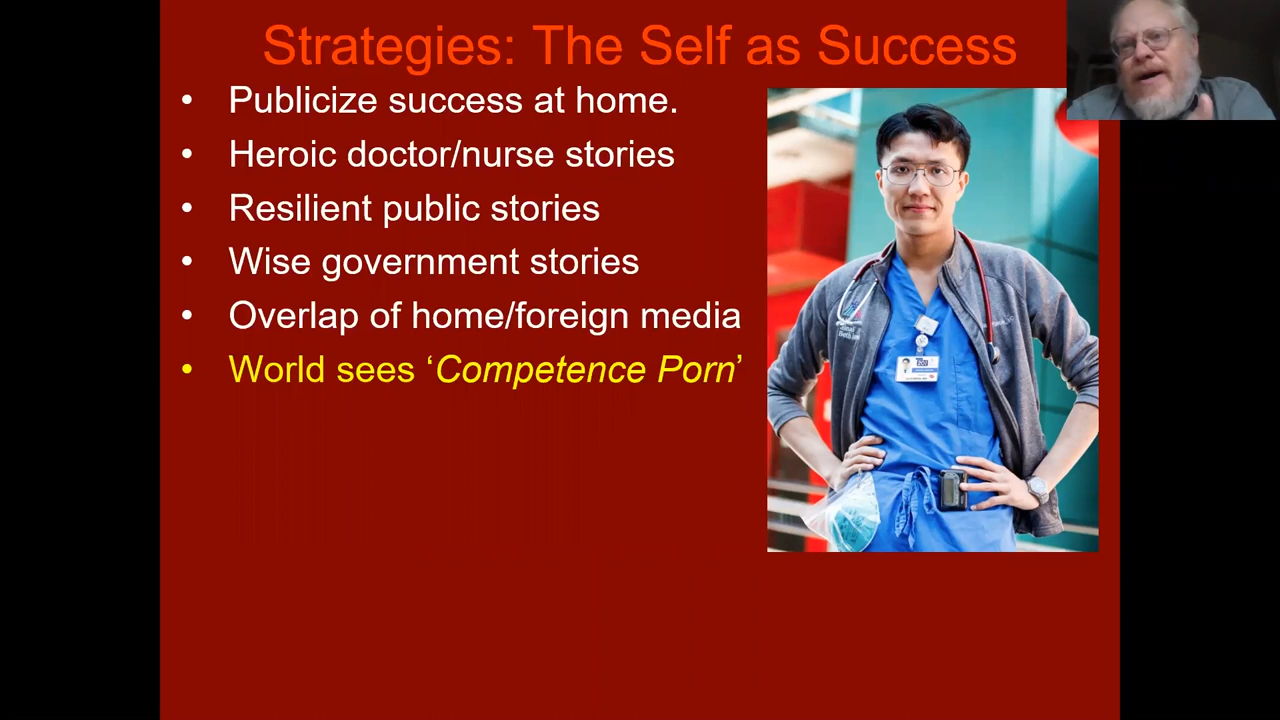 Strategies: The Self as Success
• Publicize success at home.
• Heroic doctor/nurse stories
• Resilient public stories
• Wise government stories
• Overlap of home/foreign media
• World sees ‘Competence Porn’